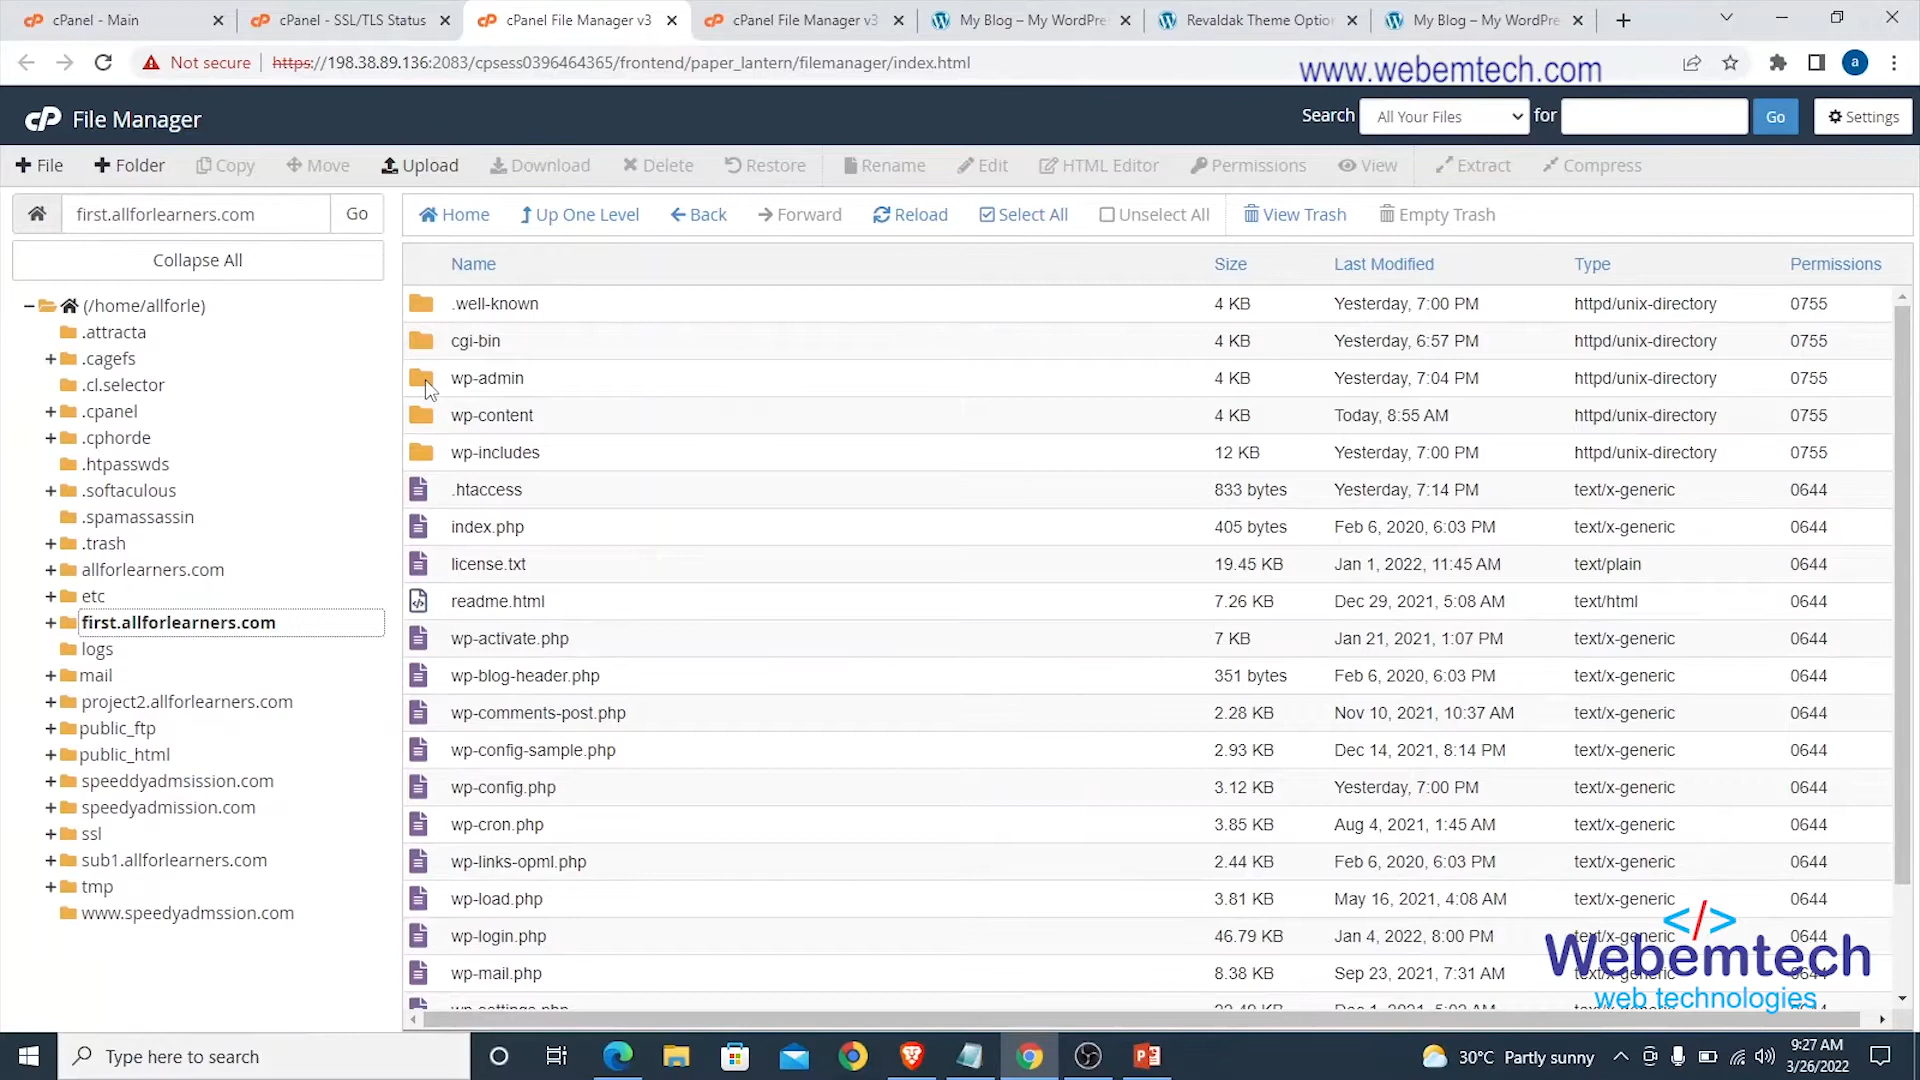 cPanel - Main
cPanel - SSL/TLS Status
cPanel File Manager v3
cPanel File Manager v3
My Blog – My WordPre
Revaldak Theme Option
My Blog – My WordPre
Not secure
https://198.38.89.136:2083/cpsess0396464365/frontend/paper_lantern/filemanager/index.html
www.webemtech.com
a
cP File Manager
Search All Your Files for Go Settings
File Folder Copy Move Upload Download Delete Restore Rename Edit HTML Editor Permissions View Extract Compress
first.allforlearners.com Go
Home Up One Level Back Forward Reload Select All Unselect All View Trash Empty Trash
Collapse All
(/home/allforle)
.attracta
.cagefs
.cl.selector
.cpanel
.cphorde
.htpasswds
.softaculous
.spamassassin
.trash
allforlearners.com
etc
first.allforlearners.com
logs
mail
project2.allforlearners.com
public_ftp
public_html
speeddyadmsission.com
speedyadmission.com
ssl
sub1.allforlearners.com
tmp
www.speedyadmssion.com
Name Size Last Modified Type Permissions
.well-known 4 KB Yesterday, 7:00 PM httpd/unix-directory 0755
cgi-bin 4 KB Yesterday, 6:57 PM httpd/unix-directory 0755
wp-admin 4 KB Yesterday, 7:04 PM httpd/unix-directory 0755
wp-content 4 KB Today, 8:55 AM httpd/unix-directory 0755
wp-includes 12 KB Yesterday, 7:00 PM httpd/unix-directory 0755
.htaccess 833 bytes Yesterday, 7:14 PM text/x-generic 0644
index.php 405 bytes Feb 6, 2020, 6:03 PM text/x-generic 0644
license.txt 19.45 KB Jan 1, 2022, 11:45 AM text/plain 0644
readme.html 7.26 KB Dec 29, 2021, 5:08 AM text/html 0644
wp-activate.php 7 KB Jan 21, 2021, 1:07 PM text/x-generic 0644
wp-blog-header.php 351 bytes Feb 6, 2020, 6:03 PM text/x-generic 0644
wp-comments-post.php 2.28 KB Nov 10, 2021, 10:37 AM text/x-generic 0644
wp-config-sample.php 2.93 KB Dec 14, 2021, 8:14 PM text/x-generic 0644
wp-config.php 3.12 KB Yesterday, 7:00 PM text/x-generic 0644
wp-cron.php 3.85 KB Aug 4, 2021, 1:45 AM text/x-generic 0644
wp-links-opml.php 2.44 KB Feb 6, 2020, 6:03 PM text/x-generic 0644
wp-load.php 3.81 KB May 16, 2021, 4:08 AM text/x-generic 0644
wp-login.php 46.79 KB Jan 4, 2022, 8:00 PM text/x-generic 0644
wp-mail.php 8.38 KB Sep 23, 2021, 7:31 AM text/x-generic 0644
</>
Webemtech
web technologies
Type here to search
30°C Partly sunny
9:27 AM
3/26/2022